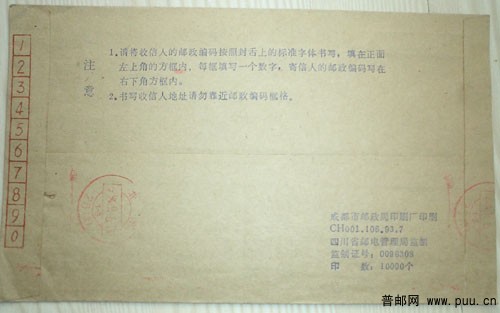 1
2
3
4
5
6
7
8
9
0
注意
1.请将收信人的邮政编码按照封舌上的标准字体书写，填在正面
左上角的方框内，每框填写一个数字，寄信人的邮政编码写在
右下角方框内。
2.书写收信人地址请勿靠近邮政编码框格。
成都市邮政局印刷厂印制
CH001.106.93.7
四川省邮电管理局监制
监制证号：0096308
印 数：10000个
普邮网 www.puu.cn